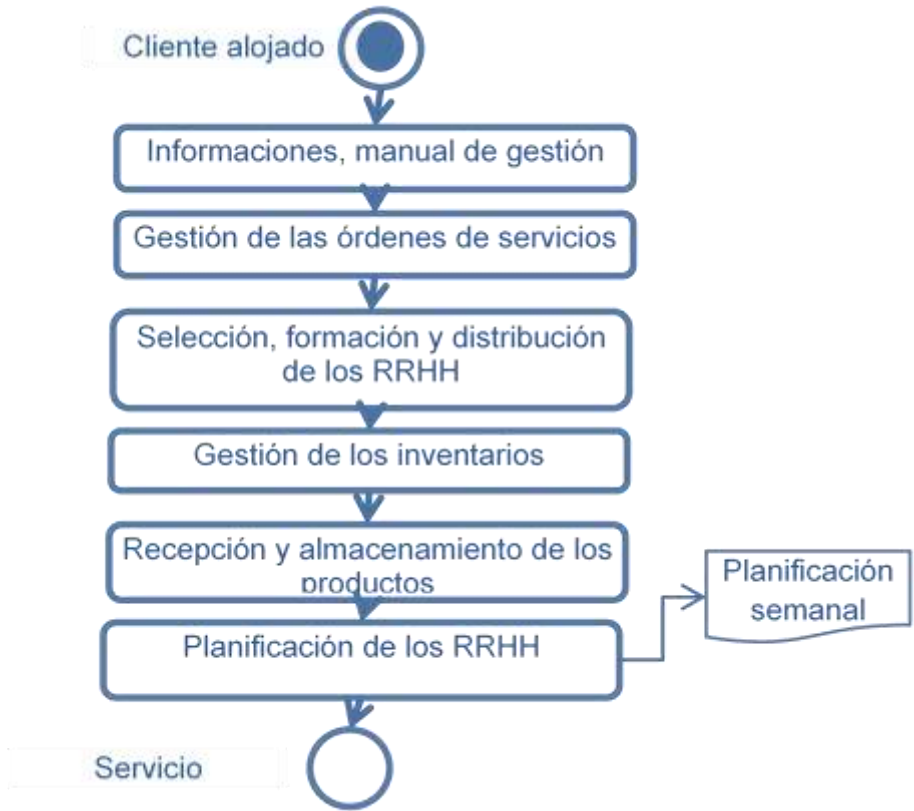 Cliente alojado
Informaciones, manual de gestión
Gestión de las órdenes de servicios
Selección, formación y distribución
de los RRHH
Gestión de los inventarios
Recepción y almacenamiento de los
productos
Planificación
semanal
Planificación de los RRHH
Servicio